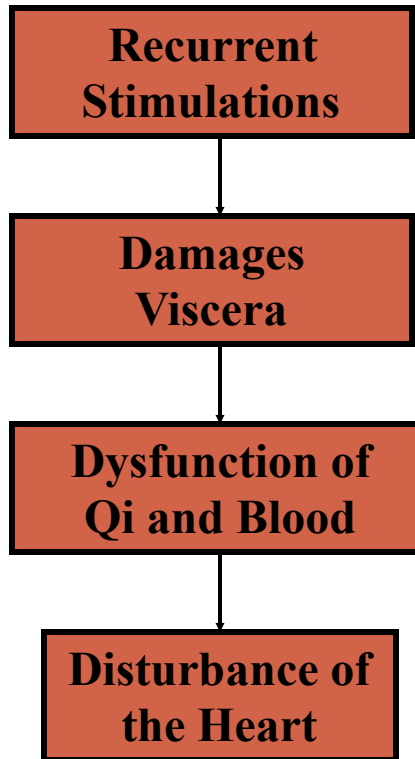 Recurrent
Stimulations
Damages
Viscera
Dysfunction of
Qi and Blood
Disturbance of
the Heart